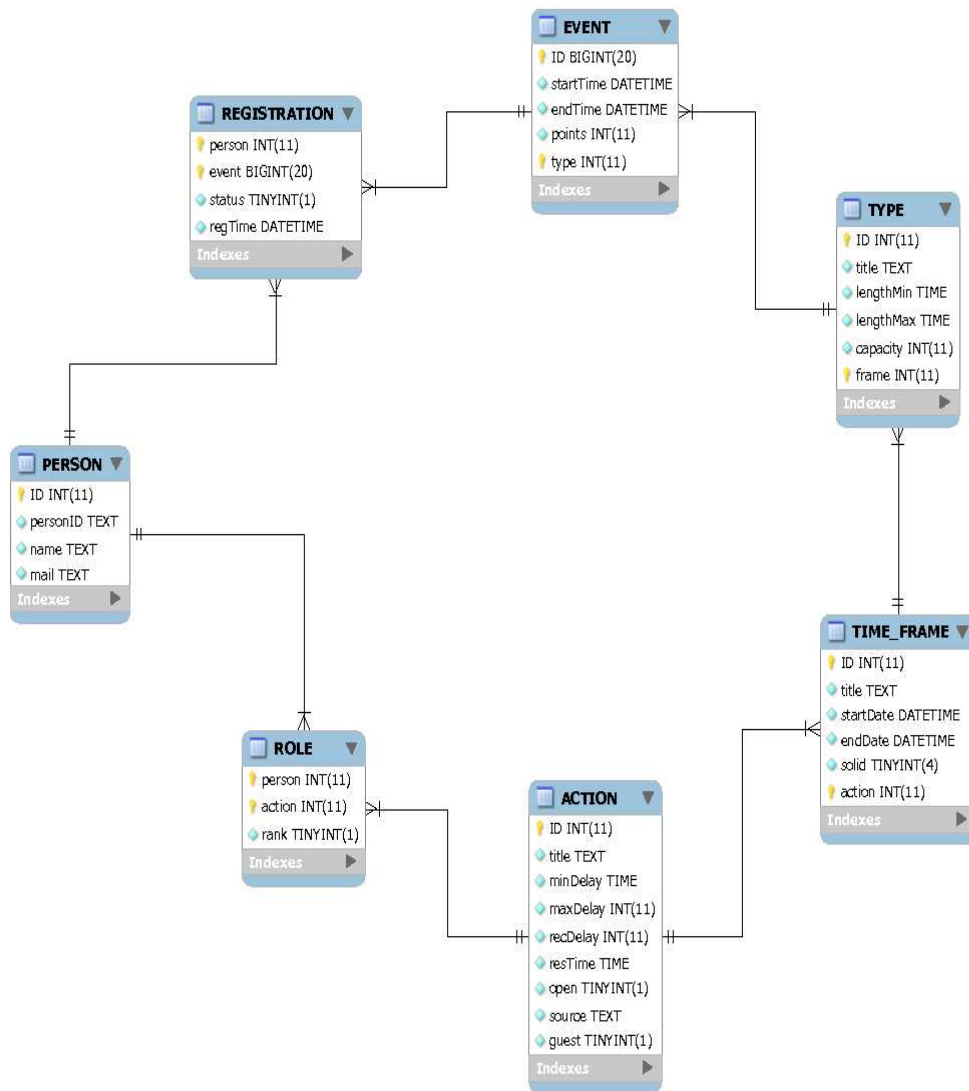 EVENT
ID BIGINT(20)
startTime DATETIME
endTime DATETIME
points INT(11)
type INT(11)
Indexes
REGISTRATION
person INT(11)
event BIGINT(20)
status TINYINT(1)
regTime DATETIME
Indexes
TYPE
ID INT(11)
title TEXT
lengthMin TIME
lengthMax TIME
capacity INT(11)
frame INT(11)
Indexes
PERSON
ID INT(11)
personID TEXT
name TEXT
mail TEXT
Indexes
TIME_FRAME
ID INT(11)
title TEXT
startDate DATETIME
endDate DATETIME
solid TINYINT(4)
action INT(11)
Indexes
ROLE
person INT(11)
action INT(11)
rank TINYINT(1)
Indexes
ACTION
ID INT(11)
title TEXT
minDelay TIME
maxDelay INT(11)
recDelay INT(11)
resTime TIME
open TINYINT(1)
source TEXT
guest TINYINT(1)
Indexes